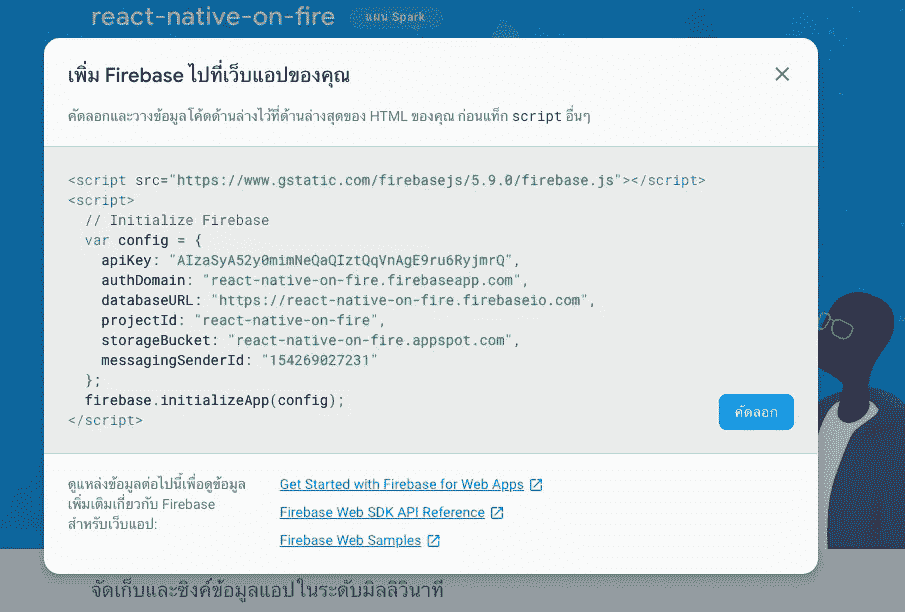 react-native-on-fire แผน Spark
เพิ่ม Firebase ไปที่เว็บแอปของคุณ
คัดลอกและวางข้อมูลโค้ดด้านล่างไว้ที่ด้านล่างสุดของ HTML ของคุณ ก่อนแท็ก script อื่นๆ
<script src="https://www.gstatic.com/firebasejs/5.9.0/firebase.js"></script>
<script>
// Initialize Firebase
var config = {
apiKey: "AIzaSyA52y0mimNeQaQIztQqVnAgE9ru6RyjmrQ",
authDomain: "react-native-on-fire.firebaseapp.com",
databaseURL: "https://react-native-on-fire.firebaseio.com",
projectId: "react-native-on-fire",
storageBucket: "react-native-on-fire.appspot.com",
messagingSenderId: "154269027231"
};
firebase.initializeApp(config);
</script>
คัดลอก
ดูแหล่งข้อมูลต่อไปนี้เพื่อดูข้อมูล
เพิ่มเติมเกี่ยวกับ Firebase
สำหรับเว็บแอป:
Get Started with Firebase for Web Apps
Firebase Web SDK API Reference
Firebase Web Samples
จัดเก็บและซิงค์ข้อมูลแอปในระดับมิลลิวินาที